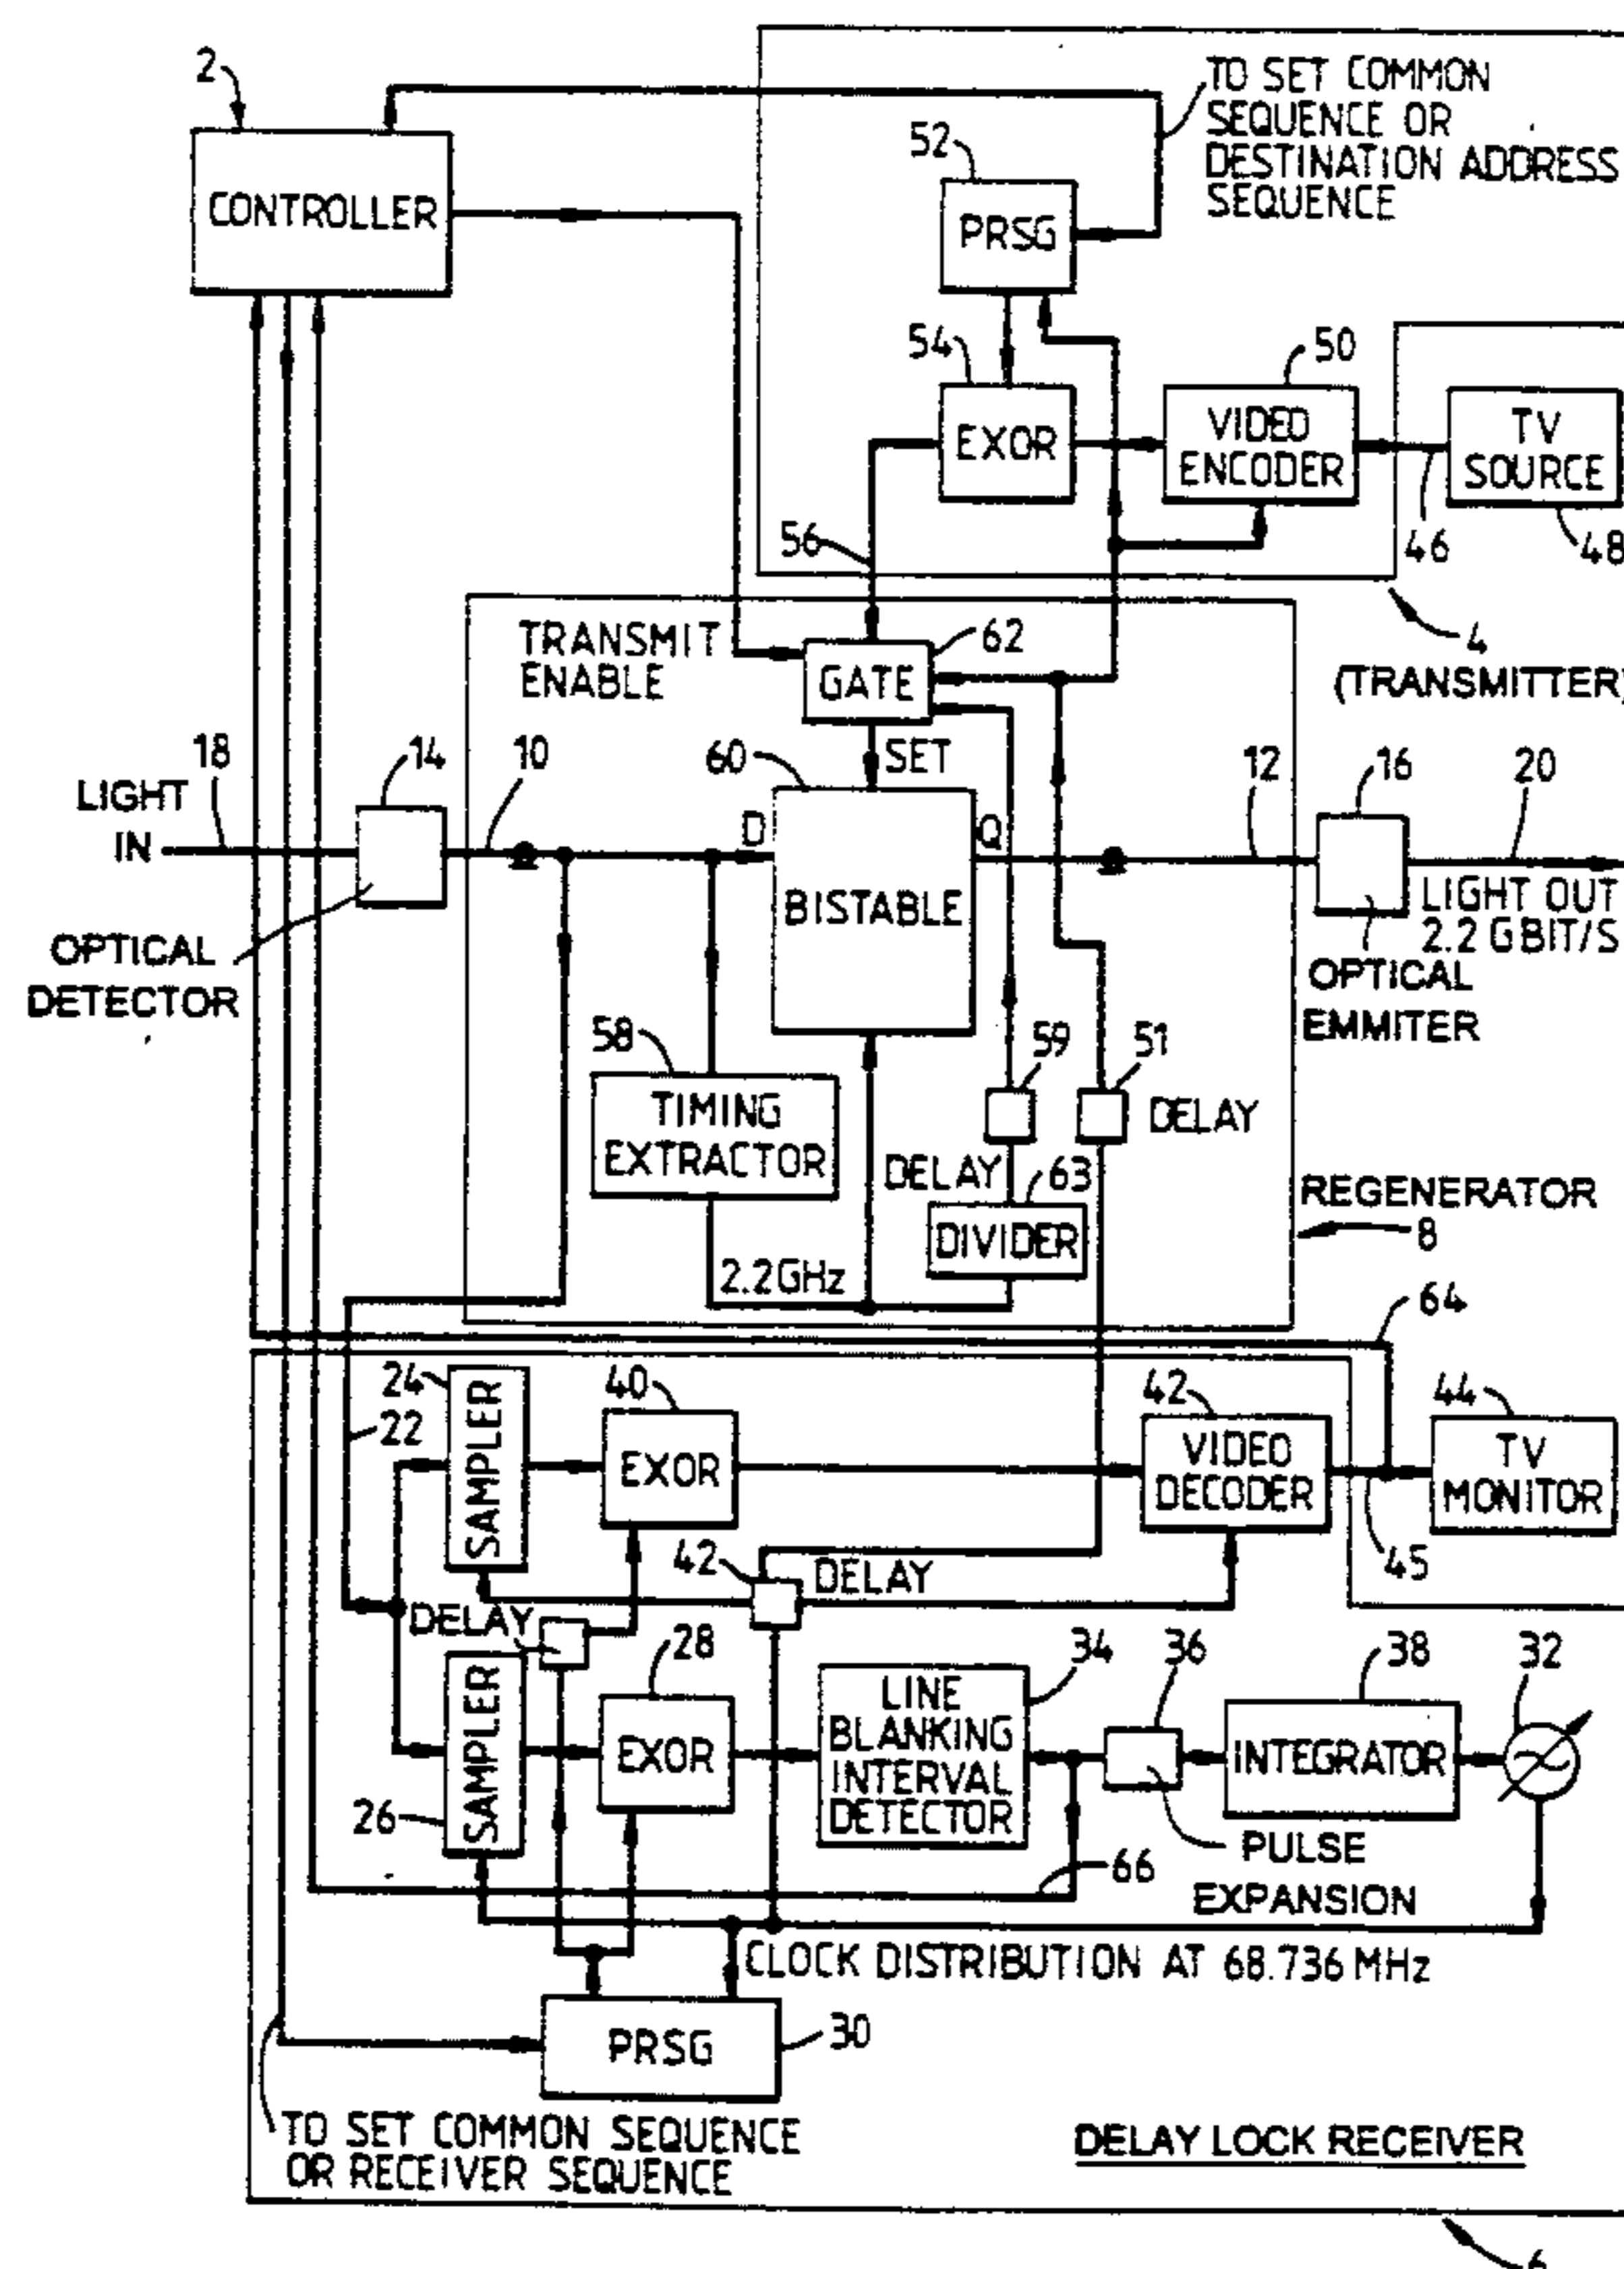 2
CONTROLLER
TO SET COMMON
SEQUENCE OR
DESTINATION ADDRESS
SEQUENCE
52
PRSG
54
EXOR
50
VIDEO
ENCODER
TV
SOURCE
46
48
56
4
(TRANSMITTER)
TRANSMIT
ENABLE
62
GATE
SET
18
LIGHT
IN
14
10
60
D
Q
BISTABLE
12
16
20
LIGHT OUT
2.2 GBIT/S
OPTICAL
EMMITER
OPTICAL
DETECTOR
58
TIMING
EXTRACTOR
59
51
DELAY
DELAY
63
DIVIDER
2.2GHz
REGENERATOR
8
64
24
22
SAMPLER
40
EXOR
42
VIDEO
DECODER
44
TV
MONITOR
45
42
DELAY
DELAY
26
SAMPLER
28
EXOR
34
LINE
BLANKING
INTERVAL
DETECTOR
36
38
INTEGRATOR
32
PULSE
EXPANSION
66
CLOCK DISTRIBUTION AT 68.736 MHz
PRSG
30
TO SET COMMON SEQUENCE
OR RECEIVER SEQUENCE
DELAY LOCK RECEIVER
6